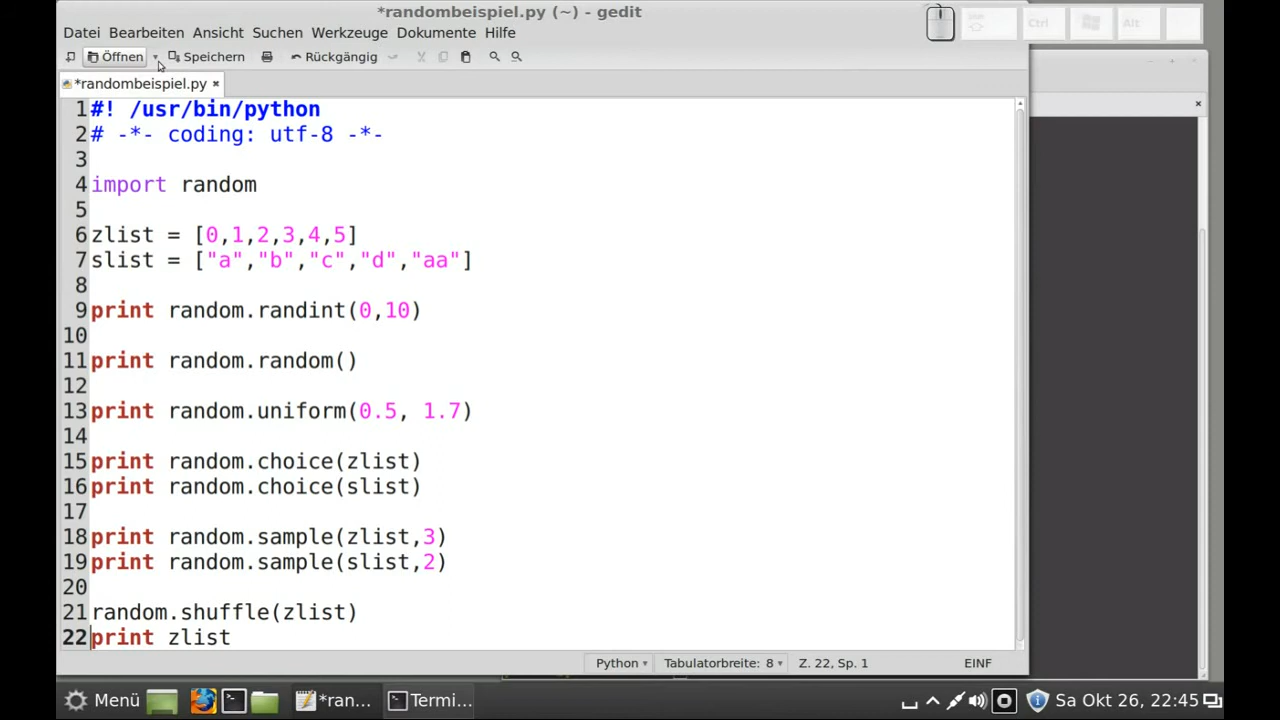 *randombeispiel.py (~) - gedit
Ctrl Alt
Datei Bearbeiten Ansicht Suchen Werkzeuge Dokumente Hilfe
Öffnen Speichern Rückgängig
*randombeispiel.py
1 #! /usr/bin/python
2 # -*- coding: utf-8 -*-
3
4 import random
5
6 zlist = [0,1,2,3,4,5]
7 slist = ["a","b","c","d","aa"]
8
9 print random.randint(0,10)
10
11 print random.random()
12
13 print random.uniform(0.5, 1.7)
14
15 print random.choice(zlist)
16 print random.choice(slist)
17
18 print random.sample(zlist,3)
19 print random.sample(slist,2)
20
21 random.shuffle(zlist)
22 print zlist
Python Tabulatorbreite: 8 Z. 22, Sp. 1 EINF
Menü *ran... Termi... Sa Okt 26, 22:45